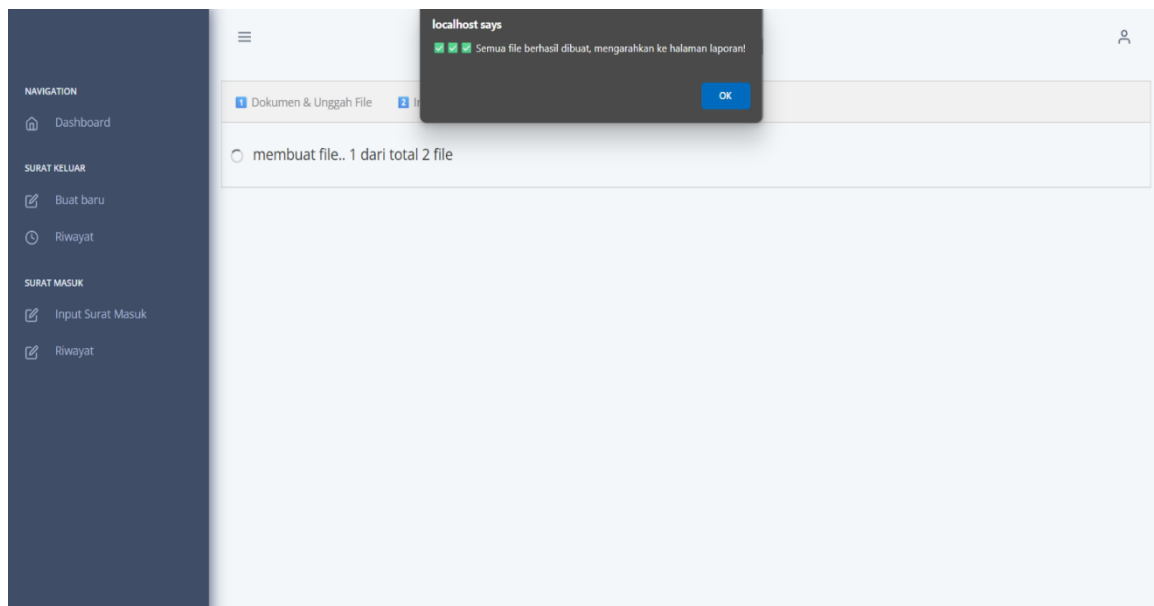 localhost says
✅ ✅ ✅ Semua file berhasil dibuat, mengarahkan ke halaman laporan!
OK
NAVIGATION
Dashboard
SURAT KELUAR
Buat baru
Riwayat
SURAT MASUK
Input Surat Masuk
Riwayat
1️⃣ Dokumen & Unggah File
2️⃣
membuat file.. 1 dari total 2 file